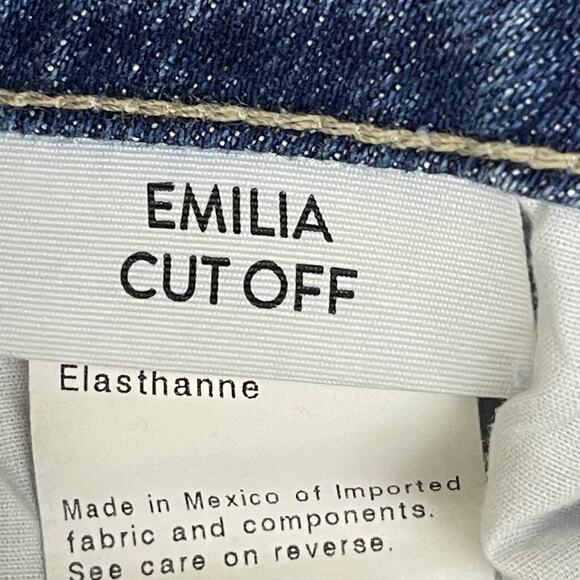 EMILIA
CUT OFF
Elasthanne
Made in Mexico of Imported
fabric and components.
See care on reverse.